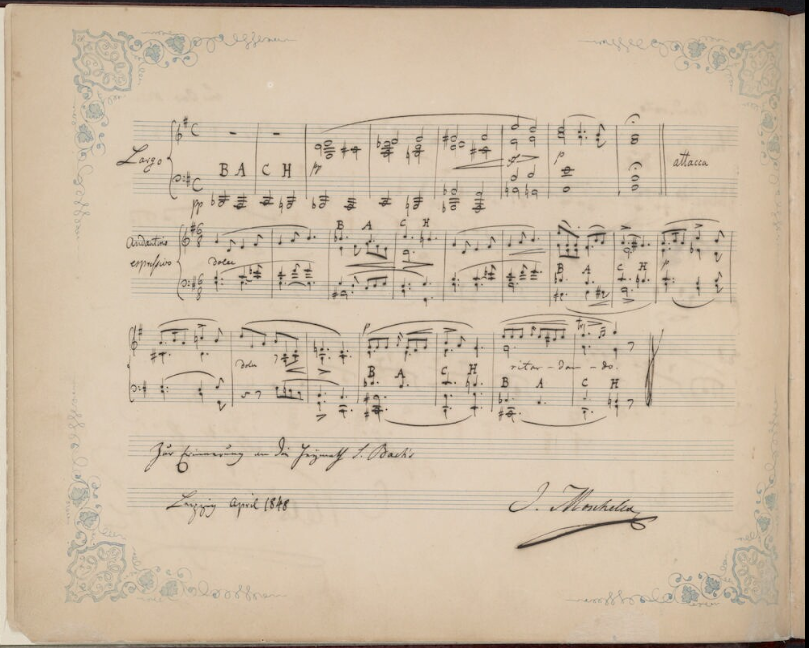 Largo B A C H p p attacca
pp
B A C H
Andantino
espressivo dolce B A C H p
p
dolce B A C H ritar-dan-do.
B A C H
Zur Erinnerung an die S. Bach's
Leipzig April 1848 J. Moscheles